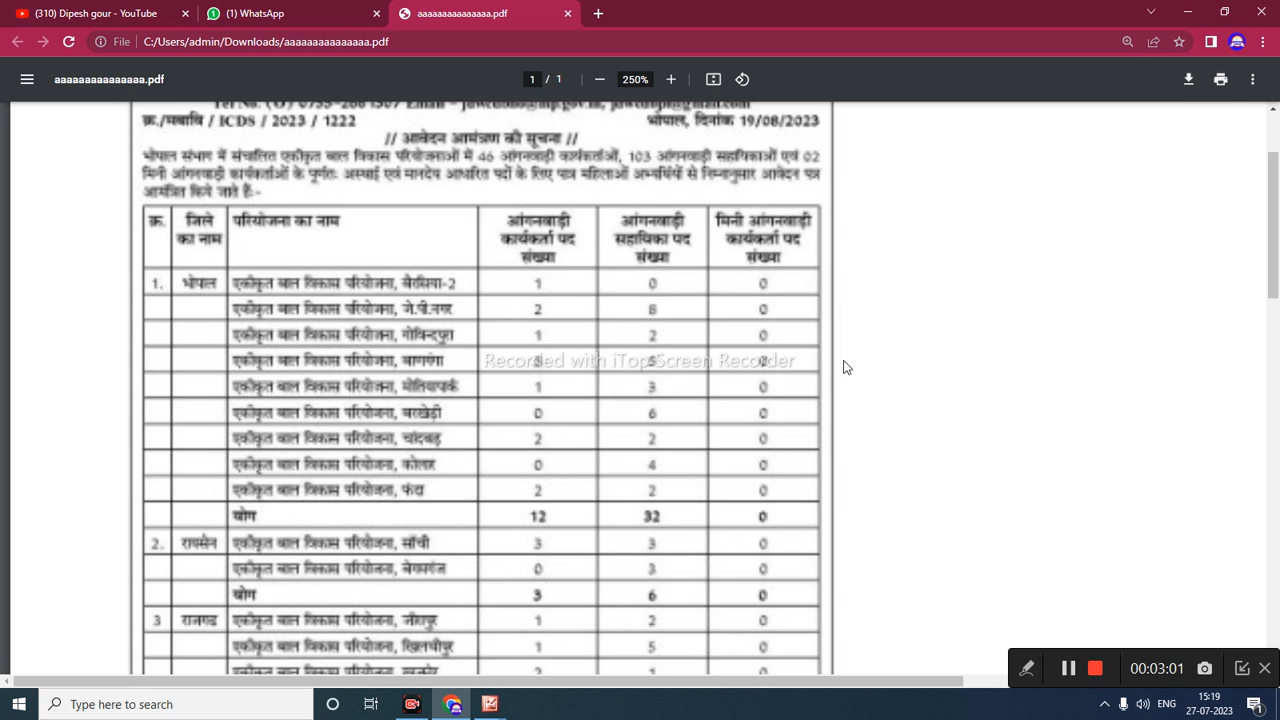 (310) Dipesh gour - YouTube
(1) WhatsApp
aaaaaaaaaaaaaaa.pdf
File C:/Users/admin/Downloads/aaaaaaaaaaaaaaa.pdf
aaaaaaaaaaaaaaa.pdf
1 / 1
250%
क्र./मबावि / ICDS / 2023 / 1222 भोपाल, दिनांक 19/08/2023
// आवेदन आमंत्रण की सूचना //
भोपाल संभाग में संचालित एकीकृत बाल विकास परियोजनाओं में 46 आंगनवाड़ी कार्यकर्ताओं, 103 आंगनवाड़ी सहायिकाओं एवं 02
मिनी आंगनवाड़ी कार्यकर्ताओं के पूर्णतः अस्थाई एवं मानदेय आधारित पदों के लिए पात्र महिलाओं अभ्यर्थियों से निम्नानुसार आवेदन पत्र
आमंत्रित किये जाते है:-
क्र. जिले का नाम परियोजना का नाम आंगनवाड़ी कार्यकर्ता पद संख्या आंगनवाड़ी सहायिका पद संख्या मिनी आंगनवाड़ी कार्यकर्ता पद संख्या
1. भोपाल एकीकृत बाल विकास परियोजना, बैरसिया-2 1 0 0
एकीकृत बाल विकास परियोजना, जे.पी.नगर 2 8 0
एकीकृत बाल विकास परियोजना, गोविन्दपुरा 1 2 0
एकीकृत बाल विकास परियोजना, बाणगंगा
Recorded with iTop Screen Recorder
एकीकृत बाल विकास परियोजना, मोतियापार्क 1 3 0
एकीकृत बाल विकास परियोजना, बरखेड़ी 0 6 0
एकीकृत बाल विकास परियोजना, चांदबड़ 2 2 0
एकीकृत बाल विकास परियोजना, कोलार 0 4 0
एकीकृत बाल विकास परियोजना, फंदा 2 2 0
योग 12 32 0
2. रायसेन एकीकृत बाल विकास परियोजना, साँची 3 3 0
एकीकृत बाल विकास परियोजना, बेगमगंज 0 3 0
योग 3 6 0
3 राजगढ एकीकृत बाल विकास परियोजना, जीरापुर 1 2 0
एकीकृत बाल विकास परियोजना, खिलचीपुर 1 5 0
00:03:01
Type here to search
ENG
15:19
27-07-2023
1